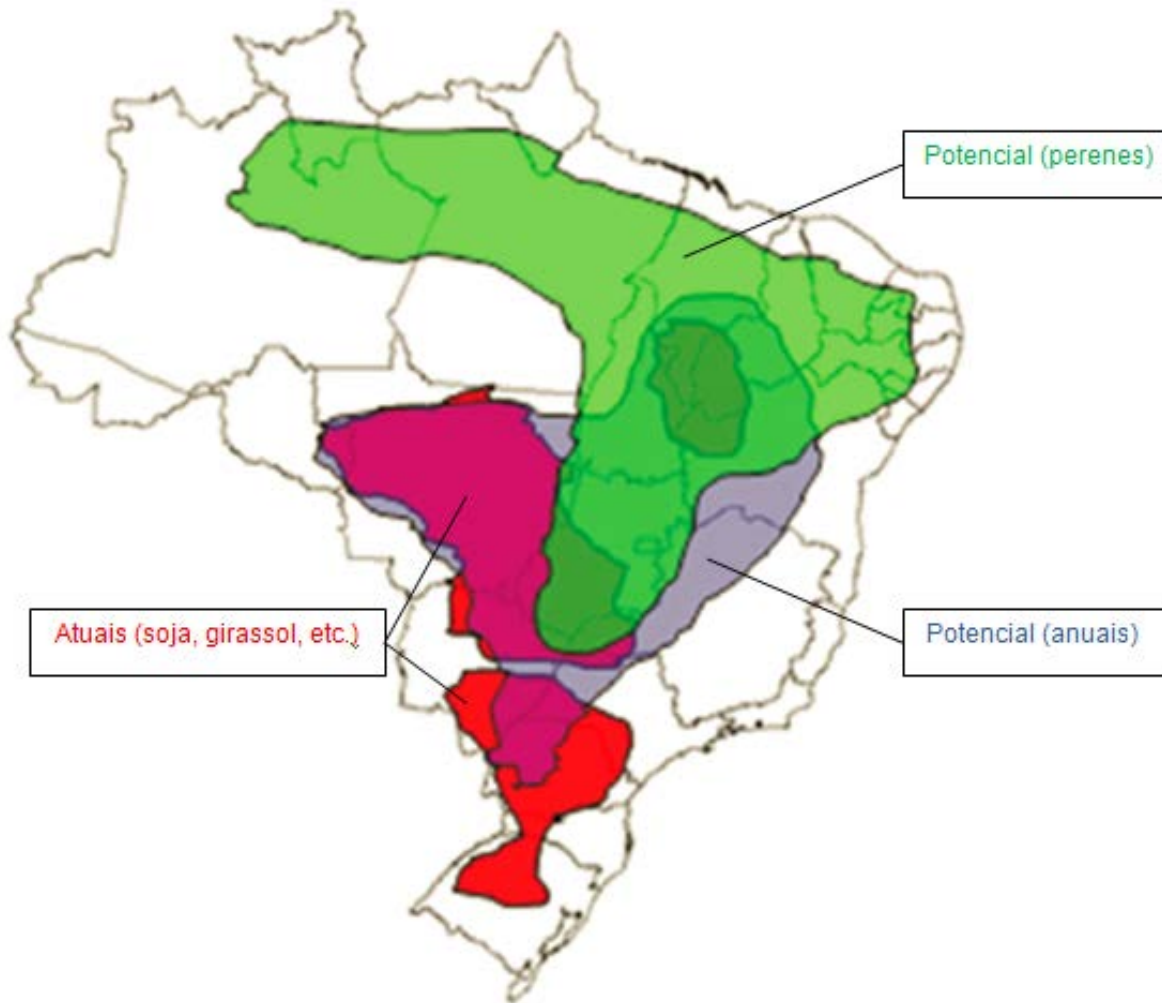 Potencial (perenes)
Atuais (soja, girassol, etc.)
Potencial (anuais)